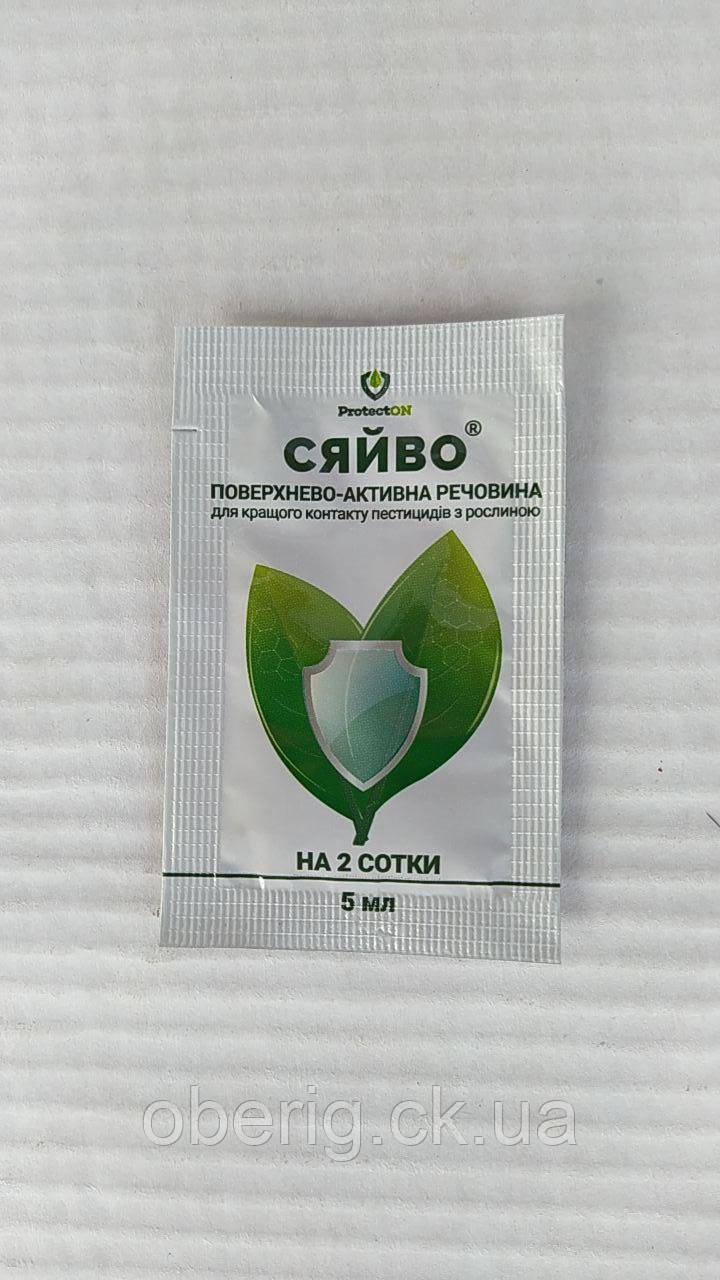 ProtectON
СЯЙВО®
ПОВЕРХНЕВО-АКТИВНА РЕЧОВИНА
для кращого контакту пестицидів з рослиною
НА 2 СОТКИ
5 мл
oberig.ck.ua